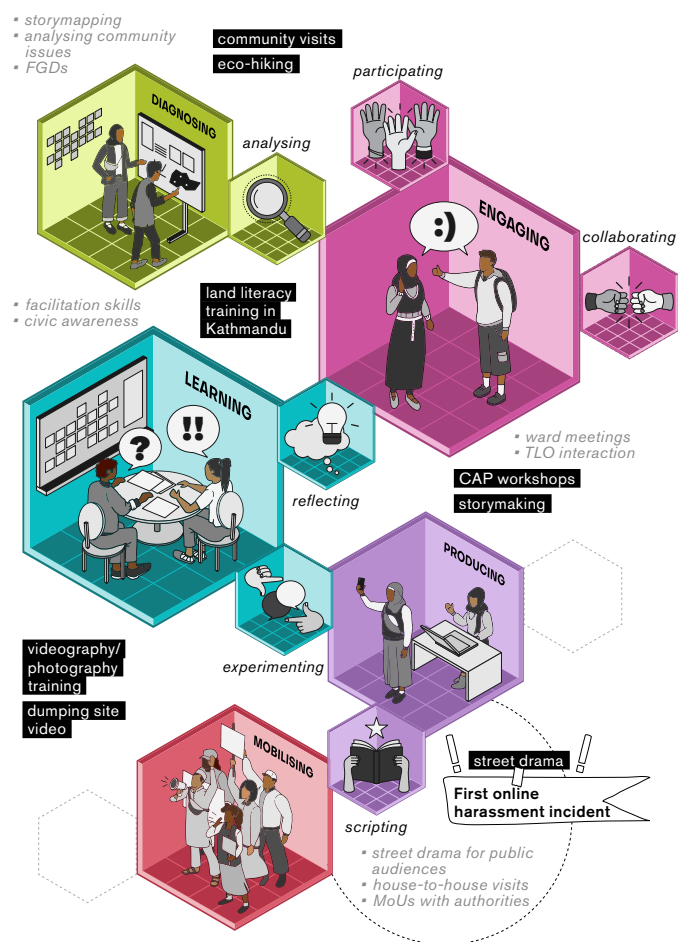 • storymapping
• analysing community
issues
• FGDs
community visits
eco-hiking
participating
DIAGNOSING
analysing
ENGAGING
:)
collaborating
land literacy
training in
Kathmandu
• facilitation skills
• civic awareness
LEARNING
?
!!
reflecting
• ward meetings
• TLO interaction
CAP workshops
storymaking
PRODUCING
experimenting
videography/
photography
training
dumping site
video
MOBILISING
scripting
! street drama !
First online
harassment incident
• street drama for public
audiences
• house-to-house visits
• MoUs with authorities